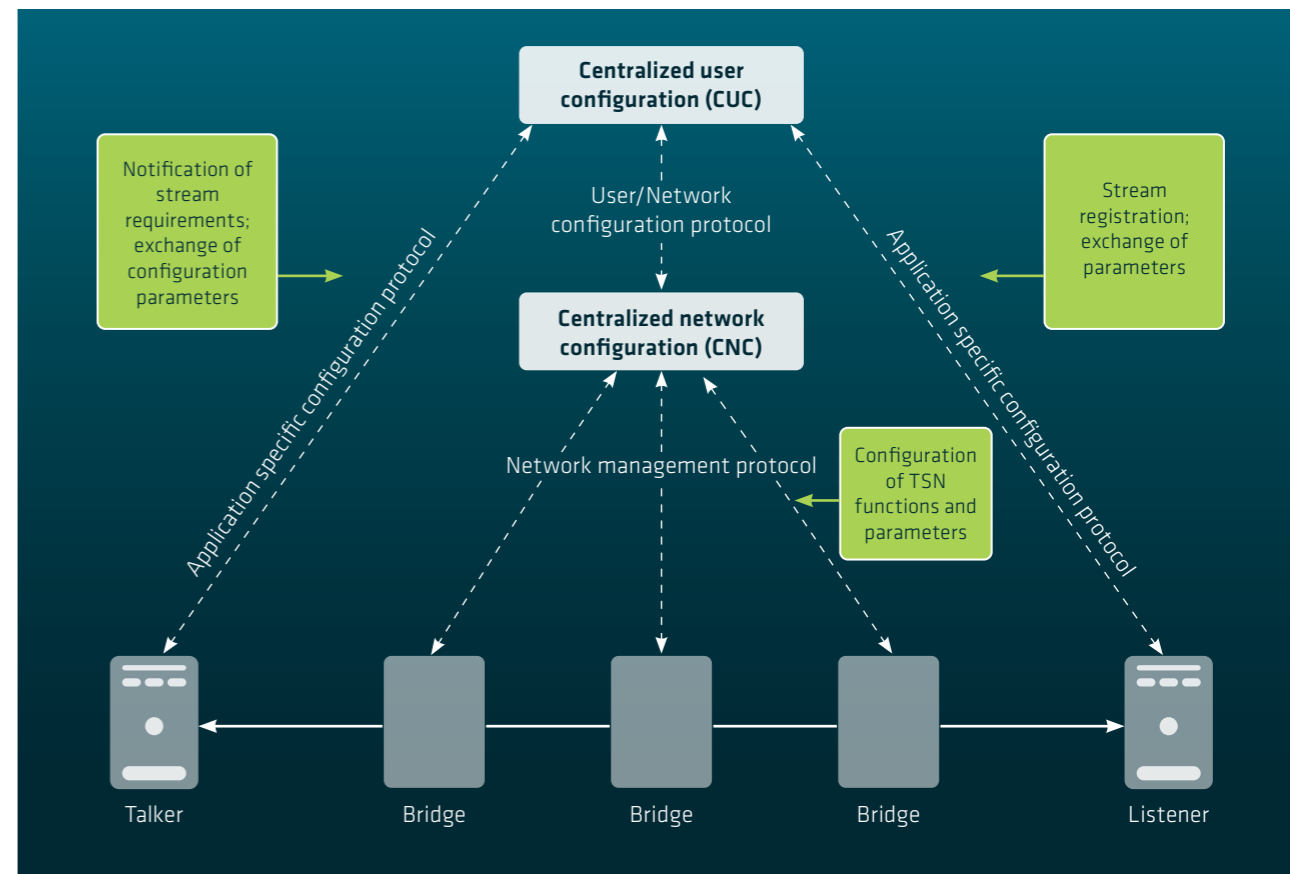 Centralized user
configuration (CUC)
Notification of
stream
requirements;
exchange of
configuration
parameters
User/Network
configuration protocol
Stream
registration;
exchange of
parameters
Application specific configuration protocol
Centralized network
configuration (CNC)
Application specific configuration protocol
Network management protocol
Configuration
of TSN
functions and
parameters
Talker
Bridge
Bridge
Bridge
Listener